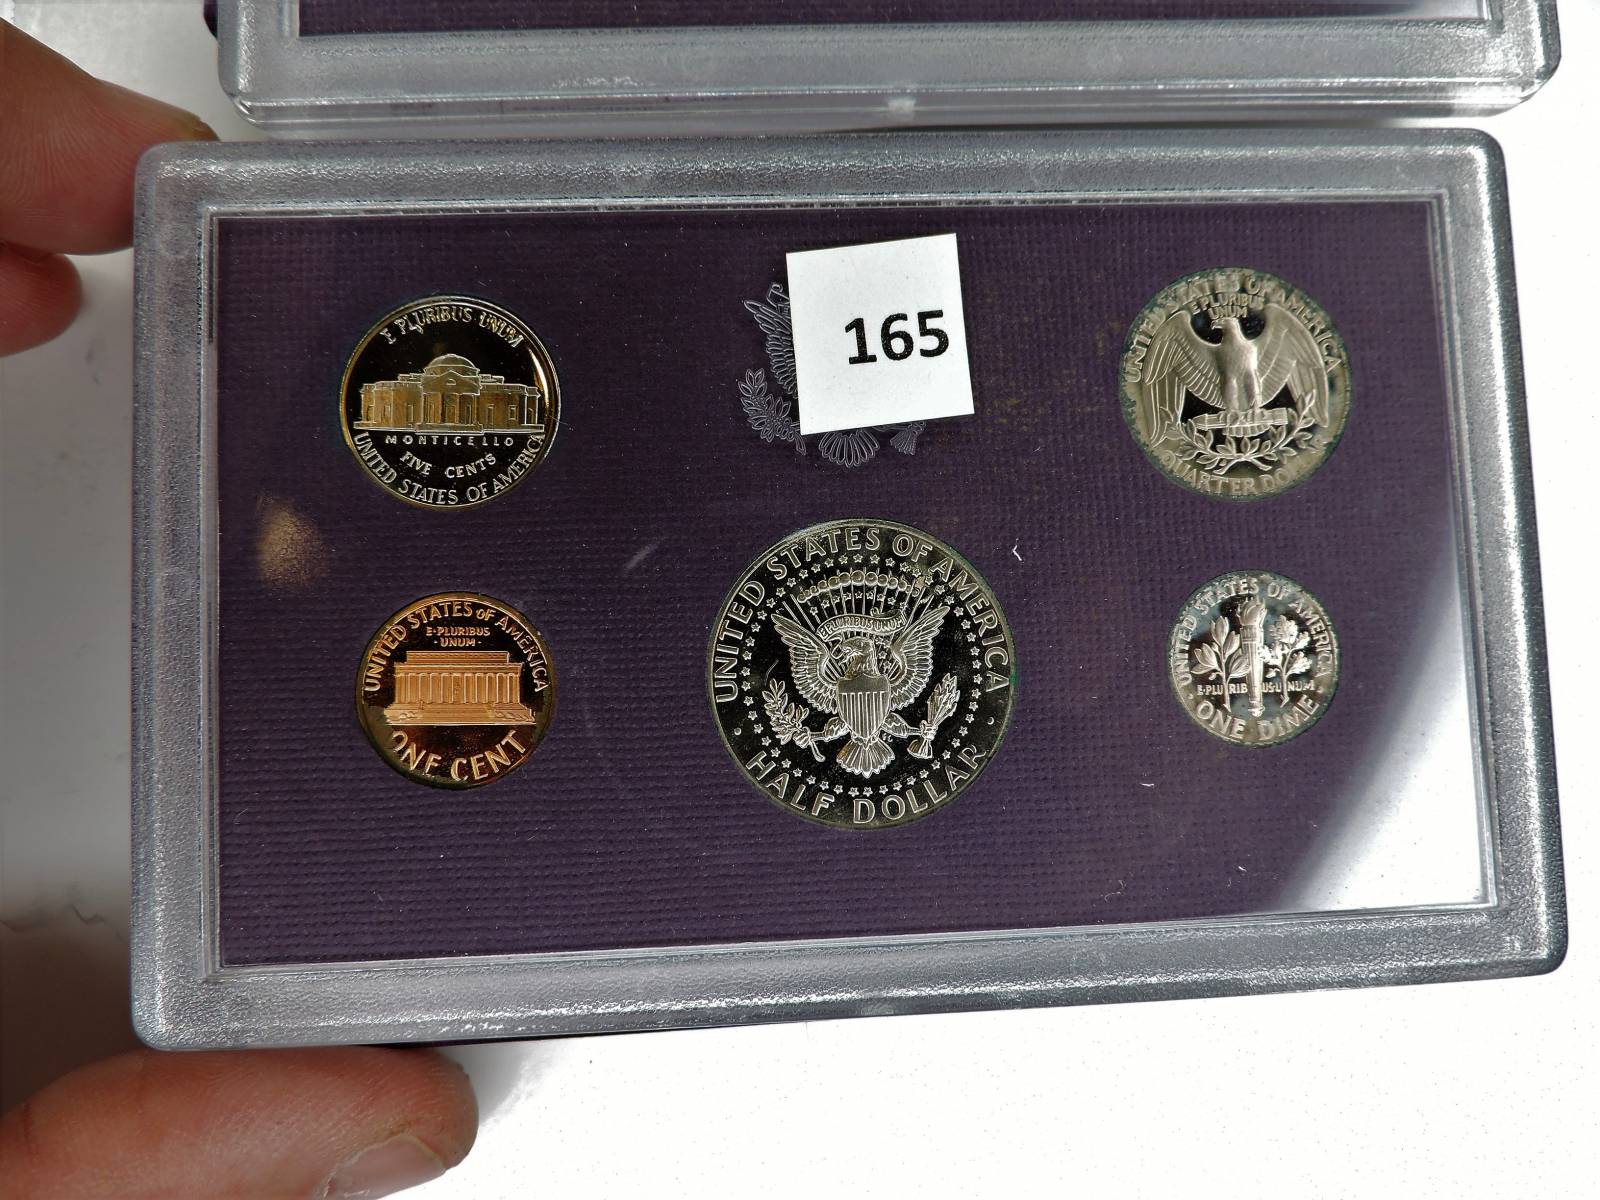 E PLURIBUS UNUM
MONTICELLO
FIVE CENTS
UNITED STATES OF AMERICA
165
UNITED STATES OF AMERICA
E·PLURIBUS
UNUM
QUARTER DOLLAR
UNITED STATES OF AMERICA
E·PLURIBUS
·UNUM·
ONE CENT
UNITED STATES OF AMERICA
E PLURIBUS UNUM
HALF DOLLAR
UNITED STATES OF AMERICA
E·PLURIBUS·UNUM
ONE DIME